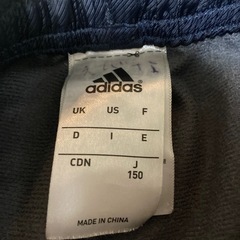 adidas
UK US F
D I E
CDN J
150
MADE IN CHINA